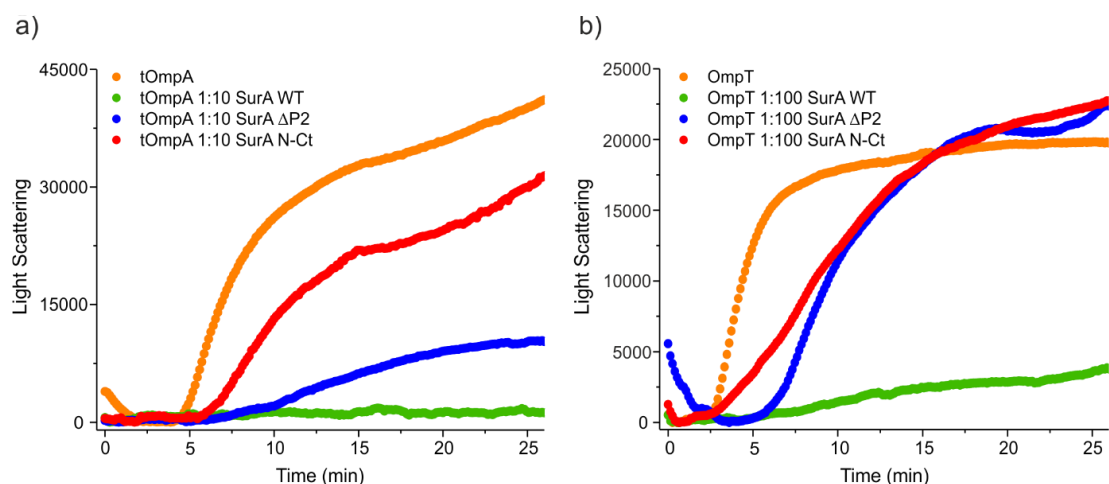 a)
45000
30000
15000
0
Light Scattering
tOmpA
tOmpA 1:10 SurA WT
tOmpA 1:10 SurA ΔP2
tOmpA 1:10 SurA N-Ct
0
5
10
15
20
25
Time (min)
b)
25000
20000
15000
10000
5000
0
Light Scattering
OmpT
OmpT 1:100 SurA WT
OmpT 1:100 SurA ΔP2
OmpT 1:100 SurA N-Ct
0
5
10
15
20
25
Time (min)